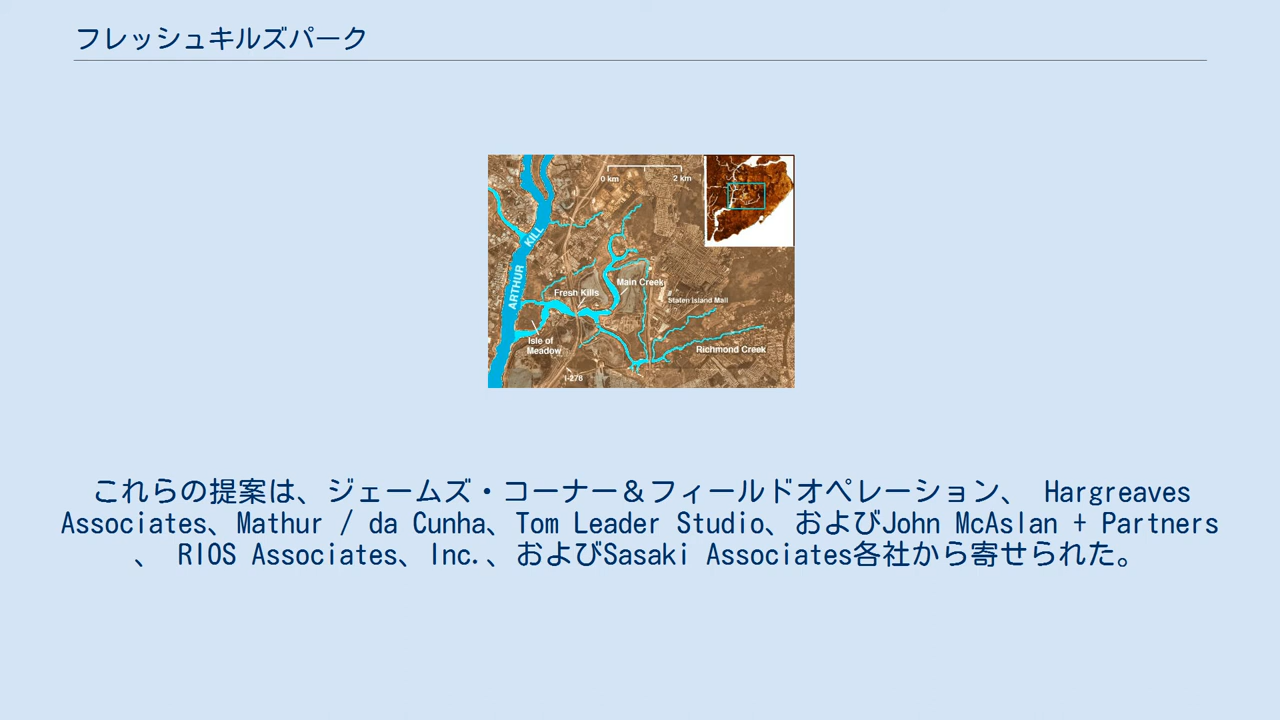 フレッシュキルズパーク
0 km 2 km
ARTHUR KILL
Fresh Kills
Main Creek
Staten Island Mall
Isle of
Meadow
Richmond Creek
I-278
これらの提案は、ジェームズ・コーナー＆フィールドオペレーション、 Hargreaves
Associates、Mathur / da Cunha、Tom Leader Studio、およびJohn McAslan + Partners
、 RIOS Associates、Inc.、およびSasaki Associates各社から寄せられた。